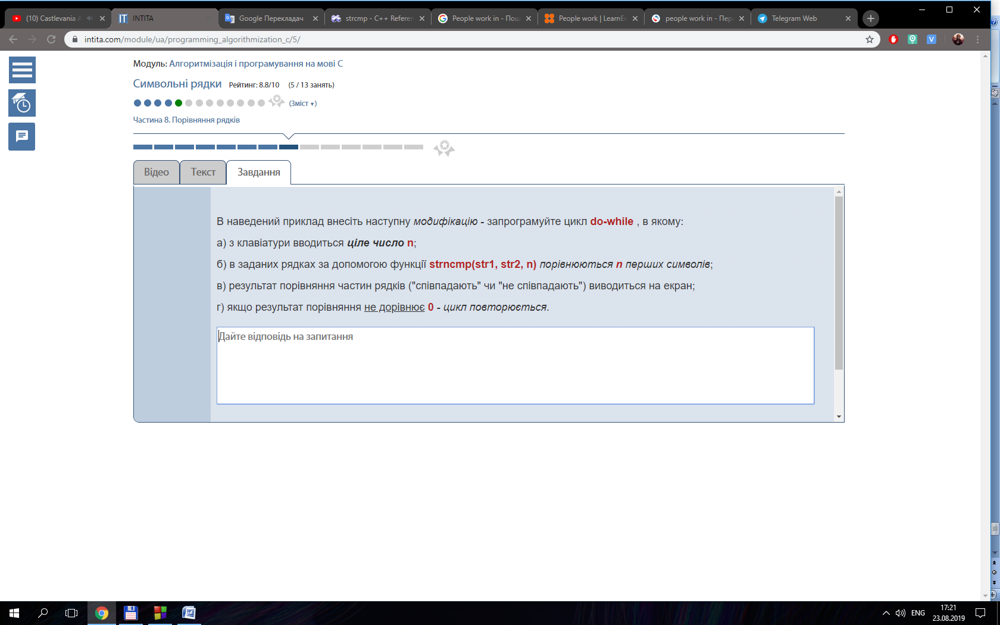 (10) Castlevania
INTITA
Google Перекладач
strcmp - C++ Referen
People work in - Пош
People work | LearnEn
people work in - Пер
Telegram Web
intita.com/module/ua/programming_algorithmization_c/5/
V
Модуль: Алгоритмізація і програмування на мові C
Символьні рядки Рейтинг: 8.8/10 (5 / 13 занять)
(Зміст ▾)
Частина 8. Порівняння рядків
Відео
Текст
Завдання
В наведений приклад внесіть наступну модифікацію - запрограмуйте цикл do-while , в якому:
а) з клавіатури вводиться ціле число n;
б) в заданих рядках за допомогою функції strncmp(str1, str2, n) порівнюються n перших символів;
в) результат порівняння частин рядків ("співпадають" чи "не співпадають") виводиться на екран;
г) якщо результат порівняння не дорівнює 0 - цикл повторюється.
Дайте відповідь на запитання
ENG
17:21
23.08.2019